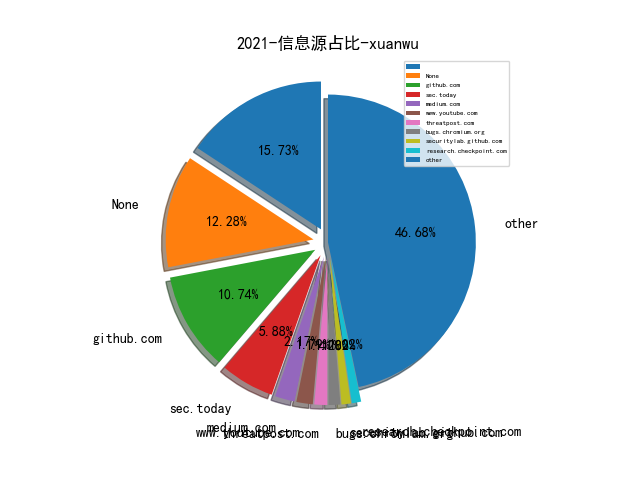 2021-信息源占比-xuanwu
None
github.com
sec.today
medium.com
www.youtube.com
threatpost.com
bugs.chromium.org
securitylab.github.com
research.checkpoint.com
other
15.73%
None
12.28%
46.68%
other
10.74%
github.com
5.88%
2.17%
sec.today
medium.com
www.youtube.com
threatpost.com
bugs.chromium.org
research.checkpoint.com